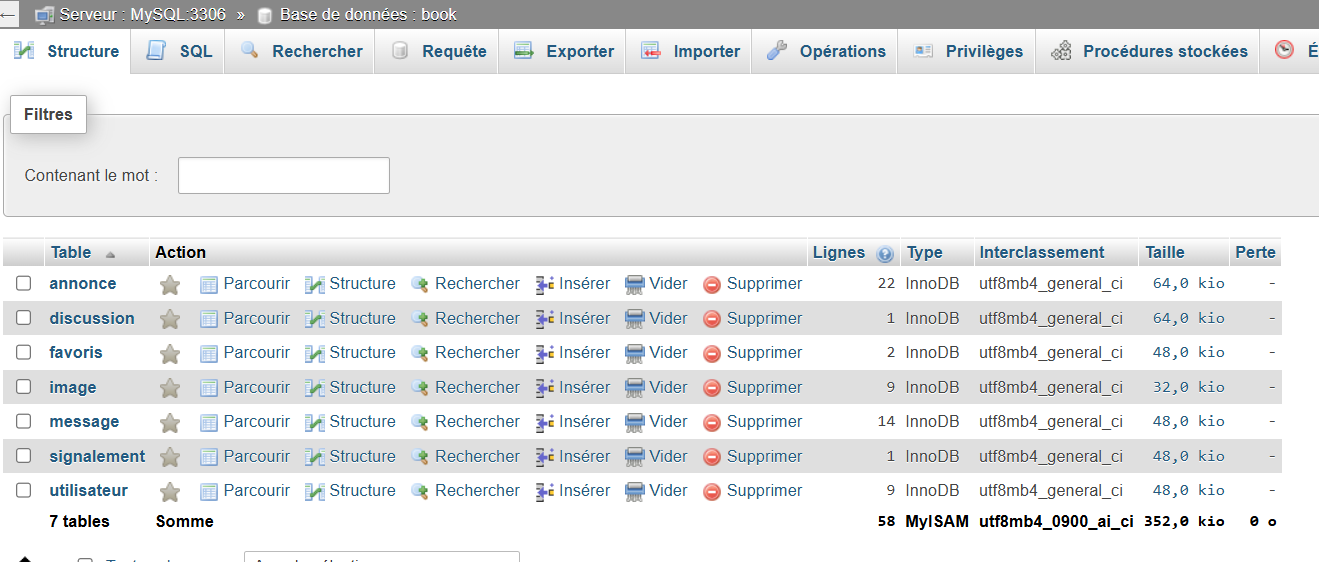 Serveur : MySQL:3306 » Base de données : book
Structure SQL Rechercher Requête Exporter Importer Opérations Privilèges Procédures stockées
Filtres
Contenant le mot :
Table Action Lignes Type Interclassement Taille Perte
annonce Parcourir Structure Rechercher Insérer Vider Supprimer 22 InnoDB utf8mb4_general_ci 64,0 kio -
discussion Parcourir Structure Rechercher Insérer Vider Supprimer 1 InnoDB utf8mb4_general_ci 64,0 kio -
favoris Parcourir Structure Rechercher Insérer Vider Supprimer 2 InnoDB utf8mb4_general_ci 48,0 kio -
image Parcourir Structure Rechercher Insérer Vider Supprimer 9 InnoDB utf8mb4_general_ci 32,0 kio -
message Parcourir Structure Rechercher Insérer Vider Supprimer 14 InnoDB utf8mb4_general_ci 48,0 kio -
signalement Parcourir Structure Rechercher Insérer Vider Supprimer 1 InnoDB utf8mb4_general_ci 48,0 kio -
utilisateur Parcourir Structure Rechercher Insérer Vider Supprimer 9 InnoDB utf8mb4_general_ci 48,0 kio -
7 tables Somme 58 MyISAM utf8mb4_0900_ai_ci 352,0 kio 0 o